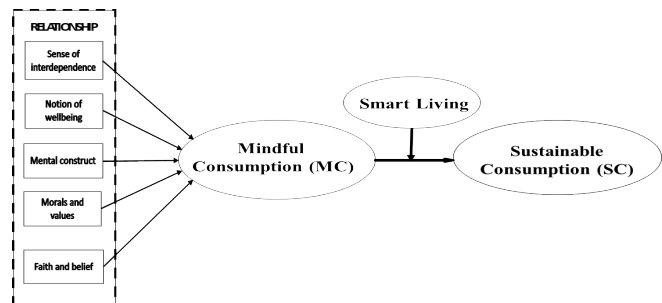 RELATIONSHIP
Sense of
interdependence
Notion of
wellbeing
Mental construct
Morals and
values
Faith and belief
Mindful
Consumption (MC)
Smart Living
Sustainable
Consumption (SC)